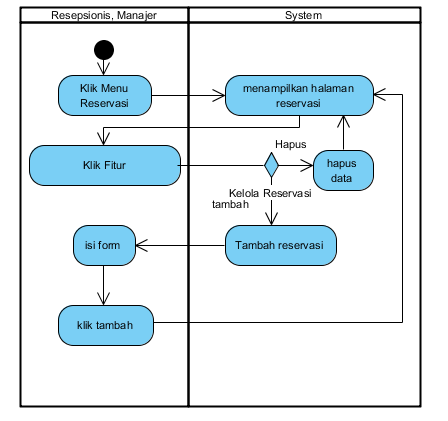 Resepsionis, Manajer
System
Klik Menu
Reservasi
menampilkan halaman
reservasi
Klik Fitur
Hapus
hapus
data
Kelola Reservasi
tambah
isi form
Tambah reservasi
klik tambah